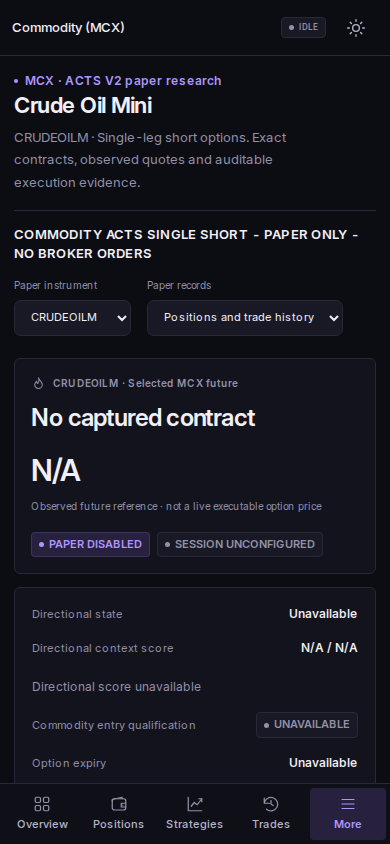 Commodity (MCX)
IDLE
MCX · ACTS V2 paper research
Crude Oil Mini
CRUDEOILM · Single-leg short options. Exact
contracts, observed quotes and auditable
execution evidence.
COMMODITY ACTS SINGLE SHORT - PAPER ONLY -
NO BROKER ORDERS
Paper instrument
Paper records
CRUDEOILM
Positions and trade history
CRUDEOILM · Selected MCX future
No captured contract
N/A
Observed future reference · not a live executable option price
PAPER DISABLED
SESSION UNCONFIGURED
Directional state
Unavailable
Directional context score
N/A / N/A
Directional score unavailable
Commodity entry qualification
UNAVAILABLE
Option expiry
Unavailable
Overview
Positions
Strategies
Trades
More